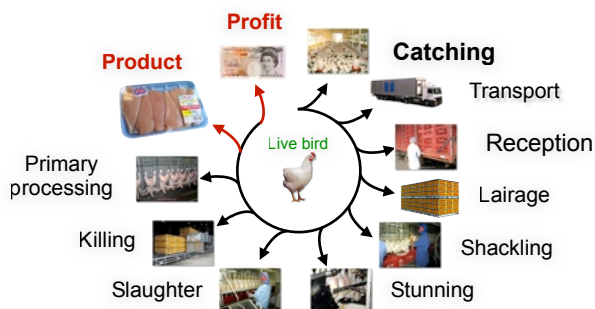 Profit
Product
Catching
Transport
Reception
Live bird
Primary
processing
Lairage
Killing
Shackling
Slaughter
Stunning